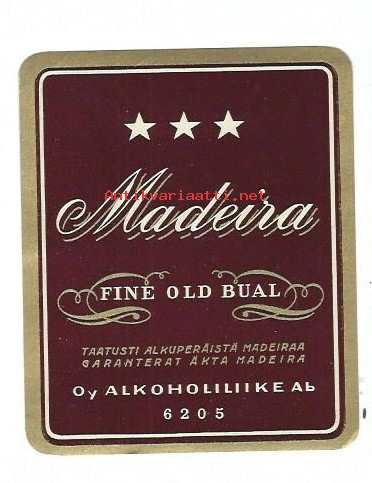 ★ ★ ★
Madeira
Antikvariaatti.net
FINE OLD BUAL
TAATUSTI ALKUPERÄISTÄ MADEIRAA
GARANTERAT ÄKTA MADEIRA
Oy ALKOHOLILIIKE Ab
6205